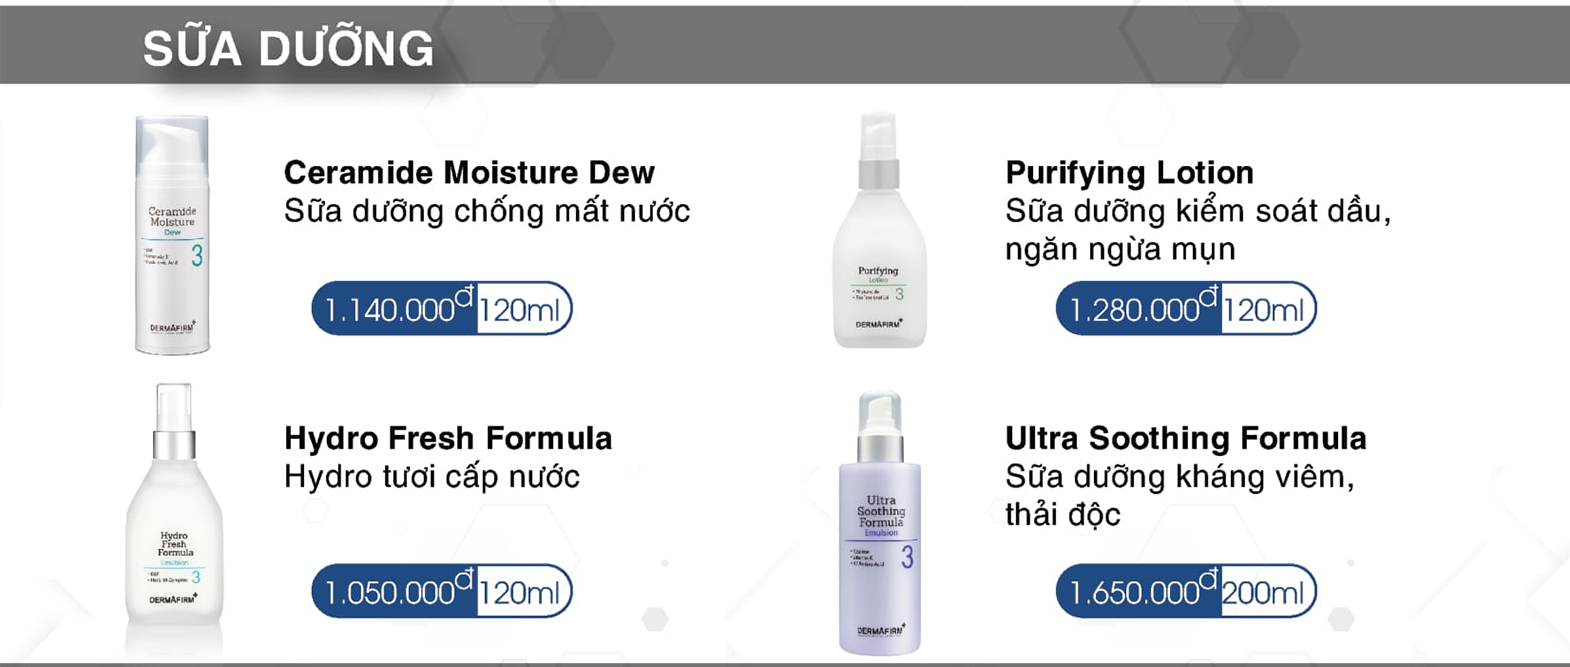 SỮA DƯỠNG
Ceramide
Moisture
Dew
3
DERMAFIRM+
Ceramide Moisture Dew
Sữa dưỡng chống mất nước
1.140.000đ 120ml
Purifying
Lotion
3
DERMAFIRM+
Purifying Lotion
Sữa dưỡng kiểm soát dầu,
ngăn ngừa mụn
1.280.000đ 120ml
Hydro
Fresh
Formula
Emulsion
3
DERMAFIRM+
Hydro Fresh Formula
Hydro tươi cấp nước
1.050.000đ 120ml
Ultra
Soothing
Formula
Emulsion
3
DERMAFIRM+
Ultra Soothing Formula
Sữa dưỡng kháng viêm,
thải độc
1.650.000đ 200ml